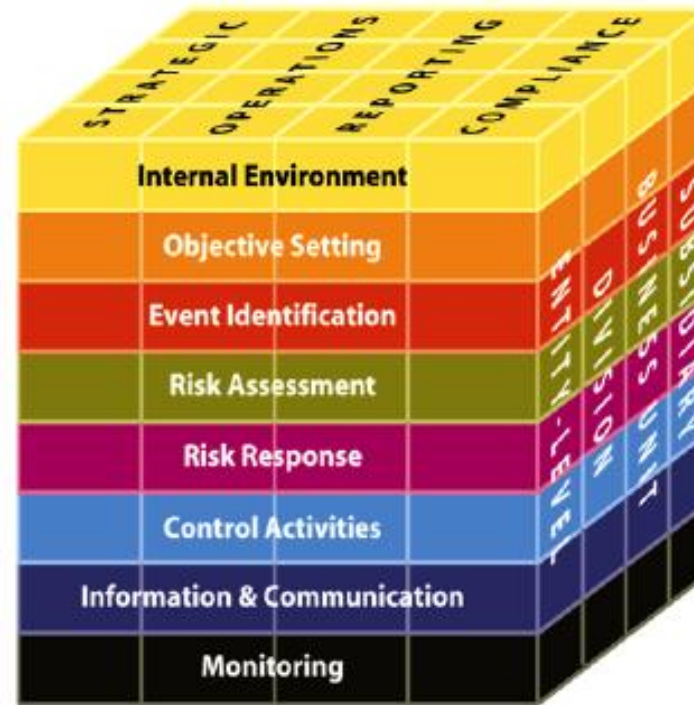 STRATEGIC
OPERATIONS
REPORTING
COMPLIANCE
Internal Environment
Objective Setting
Event Identification
Risk Assessment
Risk Response
Control Activities
Information & Communication
Monitoring
ENTITY-LEVEL
DIVISION
BUSINESS UNIT
SUBSIDIARY